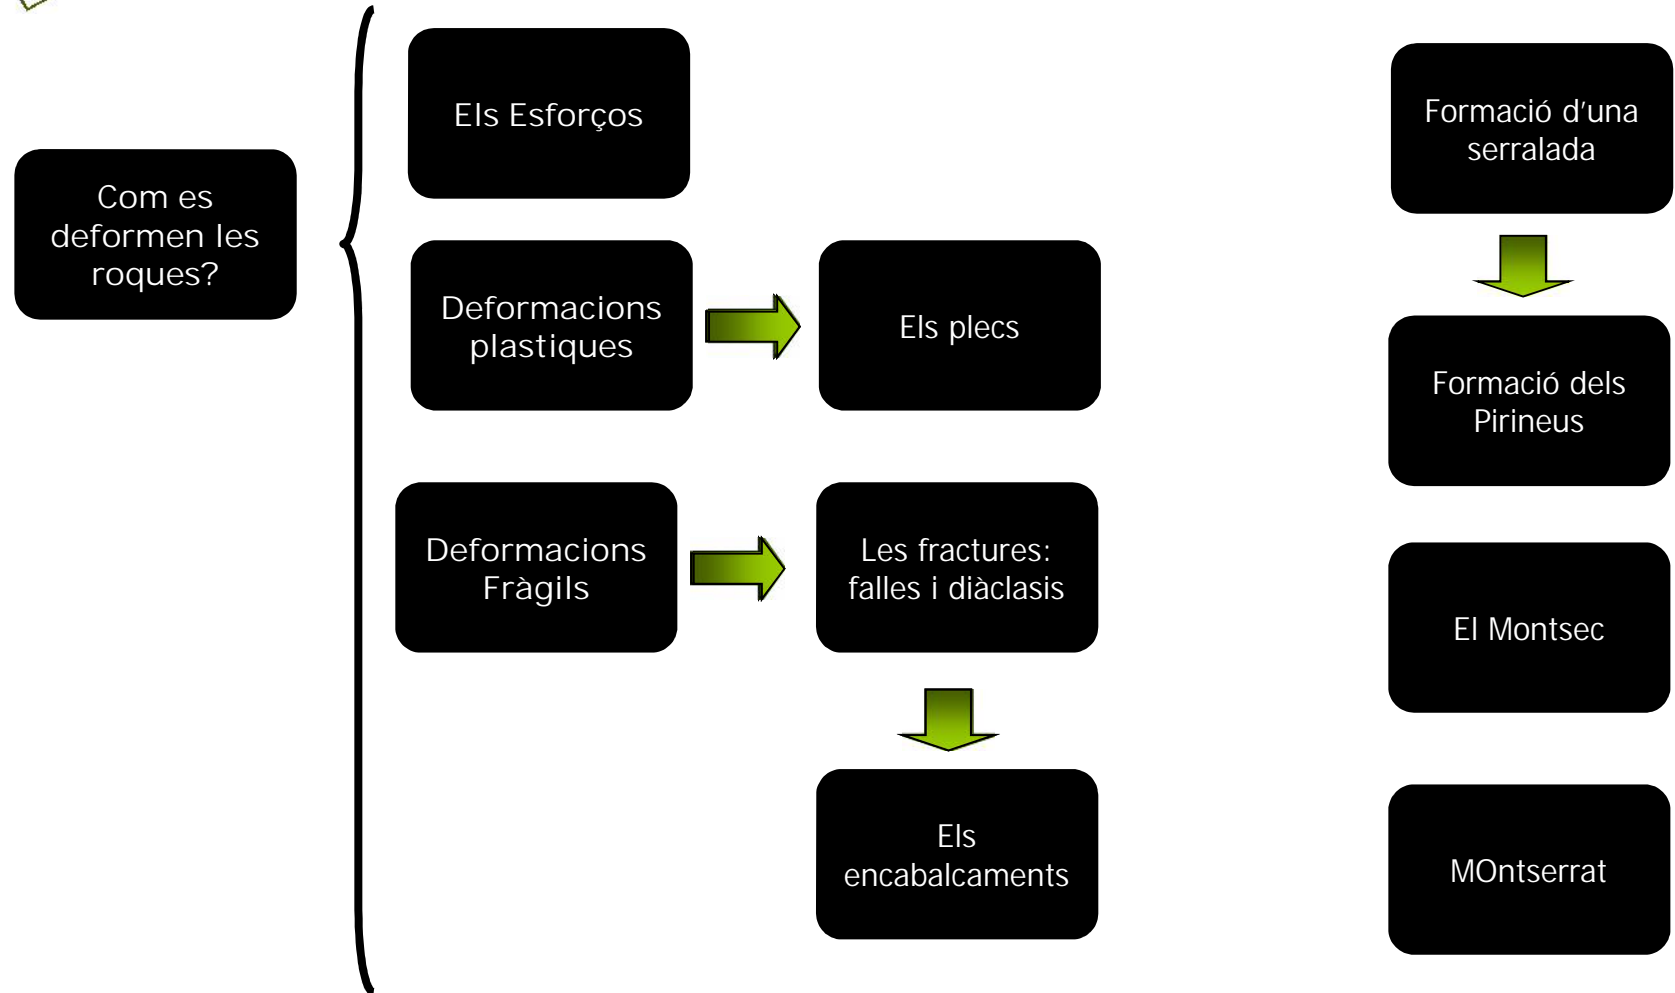 Com es
deformen les
roques?
Els Esforços
Deformacions
plastiques
Els plecs
Deformacions
Fràgils
Les fractures:
falles i diàclasis
Els
encabalcaments
Formació d’una
serralada
Formació dels
Pirineus
El Montsec
MOntserrat